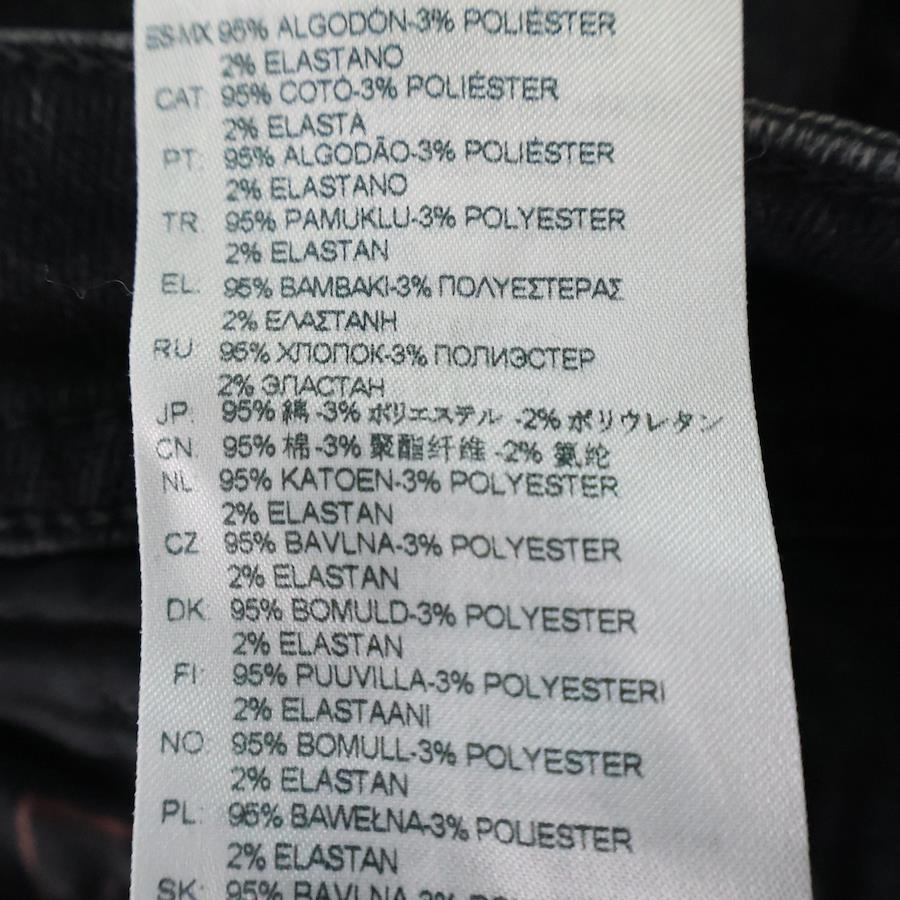 ES-MX 95% ALGODÓN-3% POLIÉSTER
2% ELASTANO
CAT: 95% COTÓ-3% POLIÉSTER
2% ELASTÀ
PT: 95% ALGODÃO-3% POLIÉSTER
2% ELASTANO
TR: 95% PAMUKLU-3% POLYESTER
2% ELASTAN
EL: 95% ΒΑΜΒΑΚΙ-3% ΠΟΛΥΕΣΤΕΡΑΣ
2% ΕΛΑΣΤΑΝΗ
RU: 95% ХЛОПОК-3% ПОЛИЭСТЕР
2% ЭЛАСТАН
JP: 95% 綿 -3% ポリエステル -2% ポリウレタン
CN: 95% 棉 -3% 聚酯纤维 -2% 氨纶
NL: 95% KATOEN-3% POLYESTER
2% ELASTAN
CZ: 95% BAVLNA-3% POLYESTER
2% ELASTAN
DK: 95% BOMULD-3% POLYESTER
2% ELASTAN
FI: 95% PUUVILLA-3% POLYESTERI
2% ELASTAANI
NO: 95% BOMULL-3% POLYESTER
2% ELASTAN
PL: 95% BAWEŁNA-3% POLIESTER
2% ELASTAN
SK: 95% BAVLNA-3%